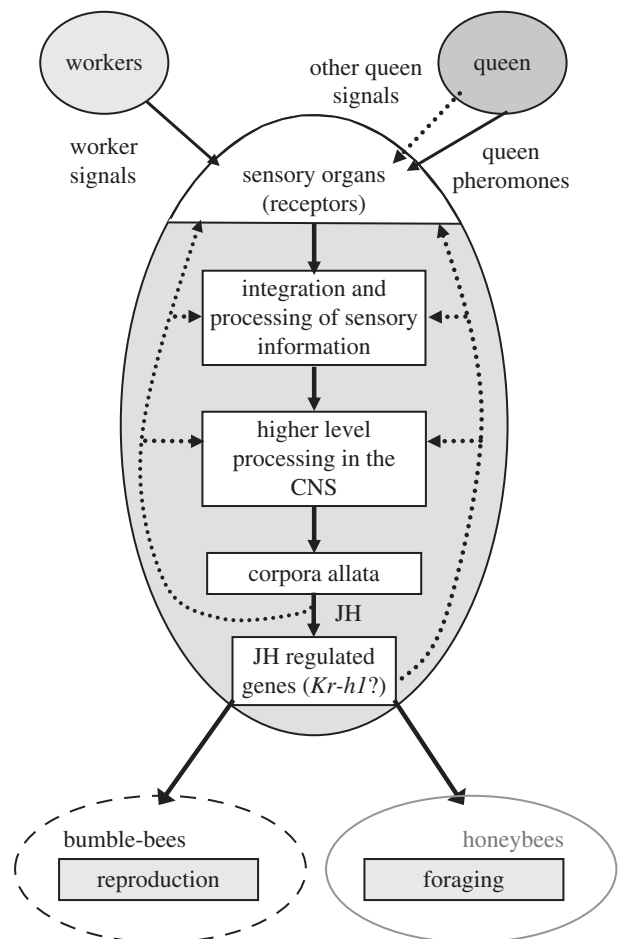 workers
queen
other queen
signals
worker
signals
queen
pheromones
sensory organs
(receptors)
integration and
processing of sensory
information
higher level
processing in the
CNS
corpora allata
JH
JH regulated
genes (Kr-h1?)
bumble-bees
honeybees
reproduction
foraging